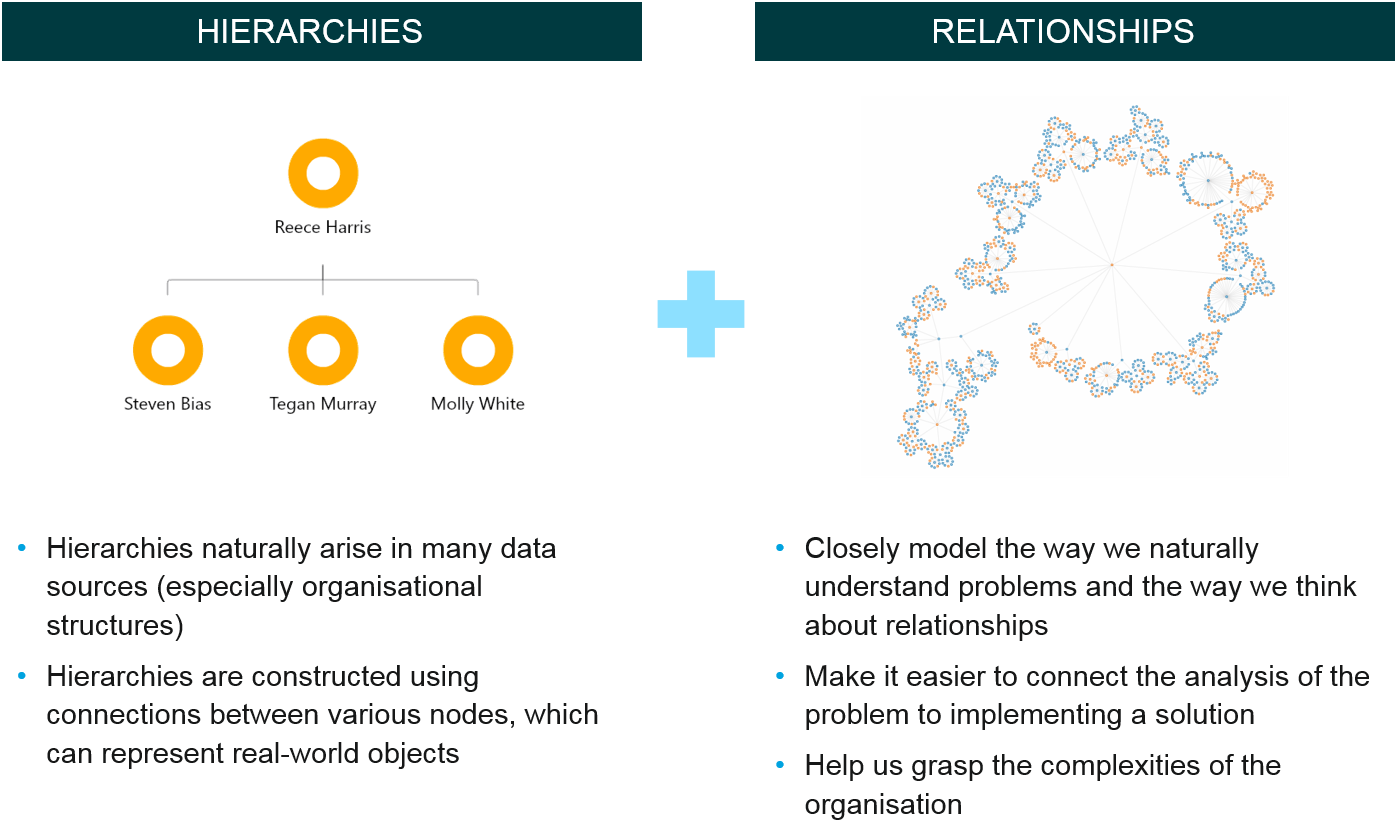 HIERARCHIES
Reece Harris
Steven Bias
Tegan Murray
Molly White
• Hierarchies naturally arise in many data
sources (especially organisational
structures)
• Hierarchies are constructed using
connections between various nodes, which
can represent real-world objects
RELATIONSHIPS
• Closely model the way we naturally
understand problems and the way we think
about relationships
• Make it easier to connect the analysis of the
problem to implementing a solution
• Help us grasp the complexities of the
organisation